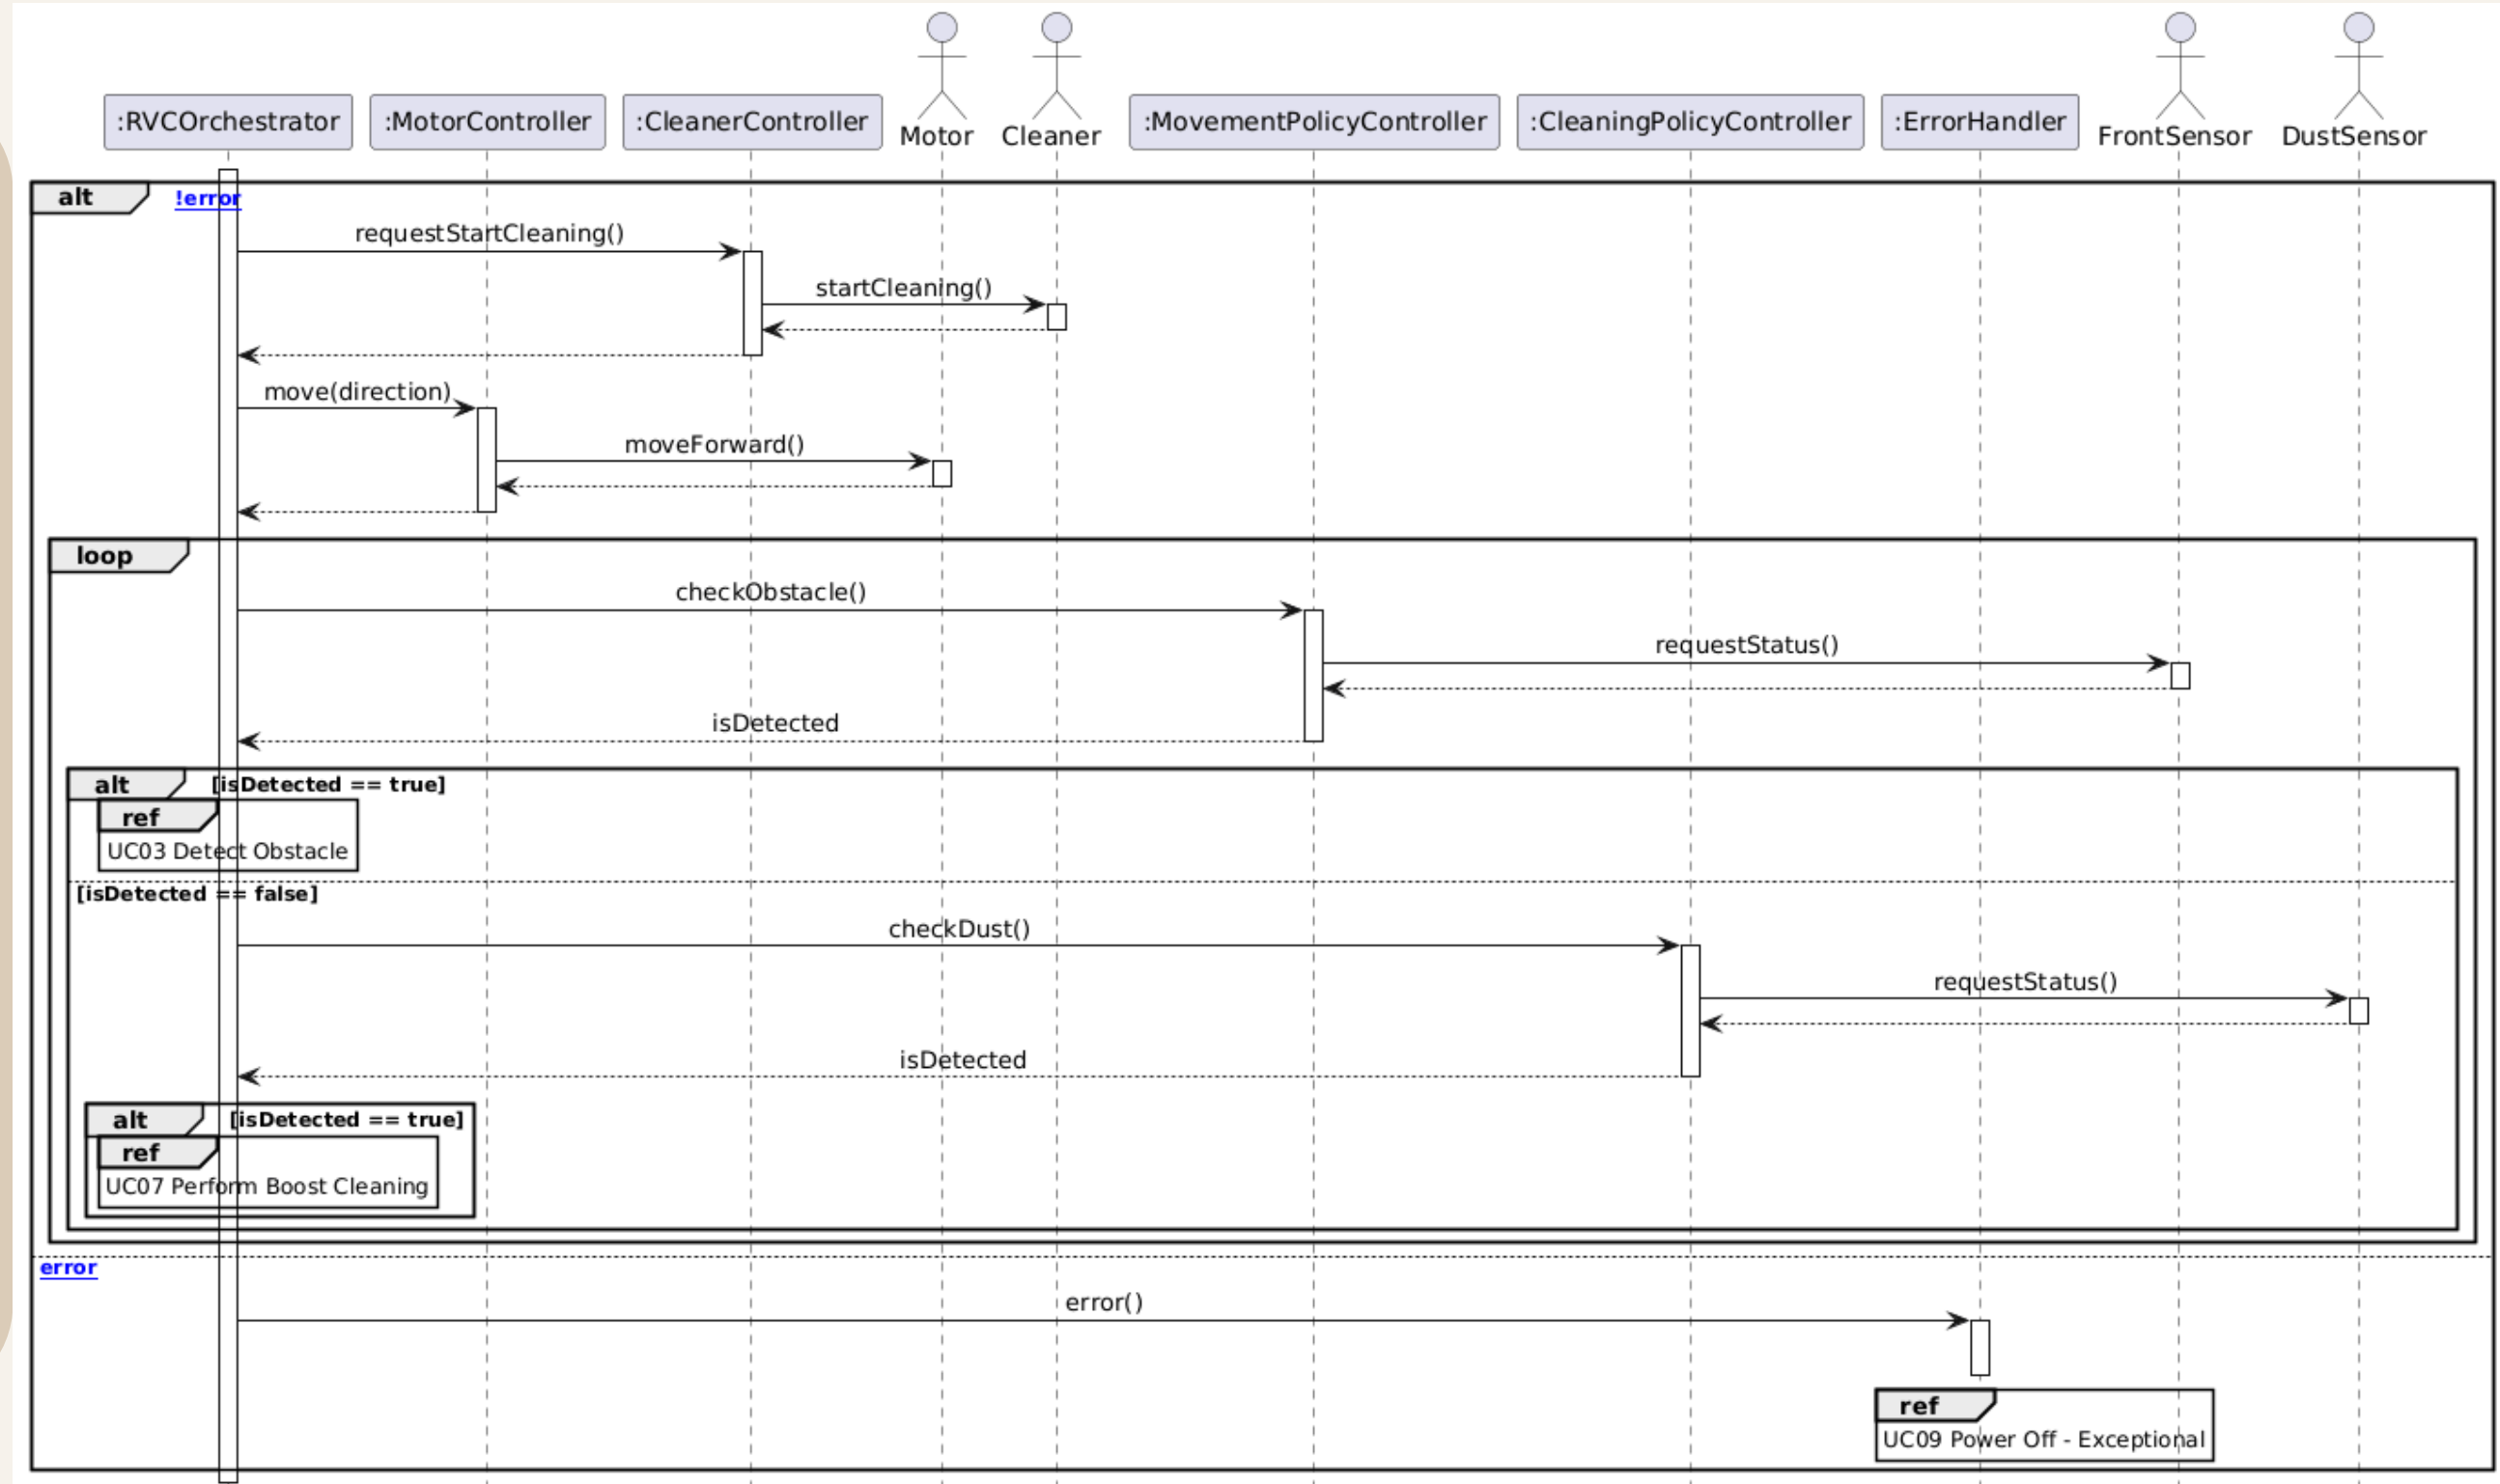 :RVCOrchestrator
:MotorController
:CleanerController
Motor
Cleaner
:MovementPolicyController
:CleaningPolicyController
:ErrorHandler
FrontSensor
DustSensor
alt
!error
requestStartCleaning()
startCleaning()
move(direction)
moveForward()
loop
checkObstacle()
requestStatus()
isDetected
alt
[isDetected == true]
ref
UC03 Detect Obstacle
[isDetected == false]
checkDust()
requestStatus()
isDetected
alt
[isDetected == true]
ref
UC07 Perform Boost Cleaning
error
error()
ref
UC09 Power Off - Exceptional